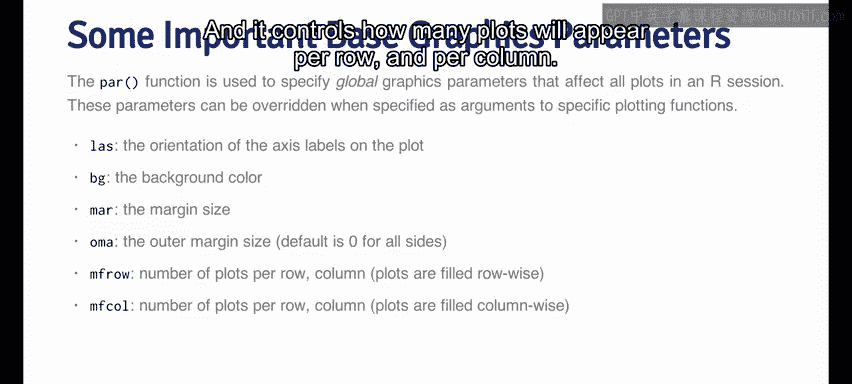 Some Important Base Graphics Parameters
And it controls how many plots will appear
per row, and per column.
The par() function is used to specify global graphics parameters that affect all plots in an R session.
These parameters can be overridden when specified as arguments to specific plotting functions.
· las: the orientation of the axis labels on the plot
· bg: the background color
· mar: the margin size
· oma: the outer margin size (default is 0 for all sides)
· mfrow: number of plots per row, column (plots are filled row-wise)
· mfcol: number of plots per row, column (plots are filled column-wise)